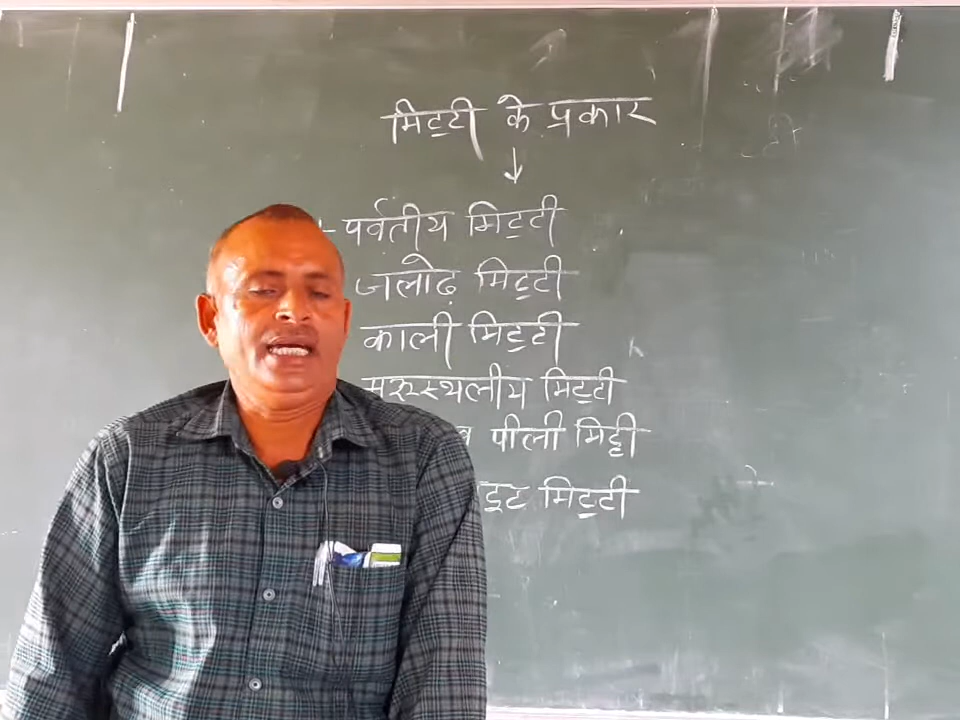 मिट्टी के प्रकार
↓
- पर्वतीय मिट्टी
जलोढ़ मिट्टी
काली मिट्टी
मरूस्थलीय मिट्टी
व पीली मिट्टी
मिट्टी